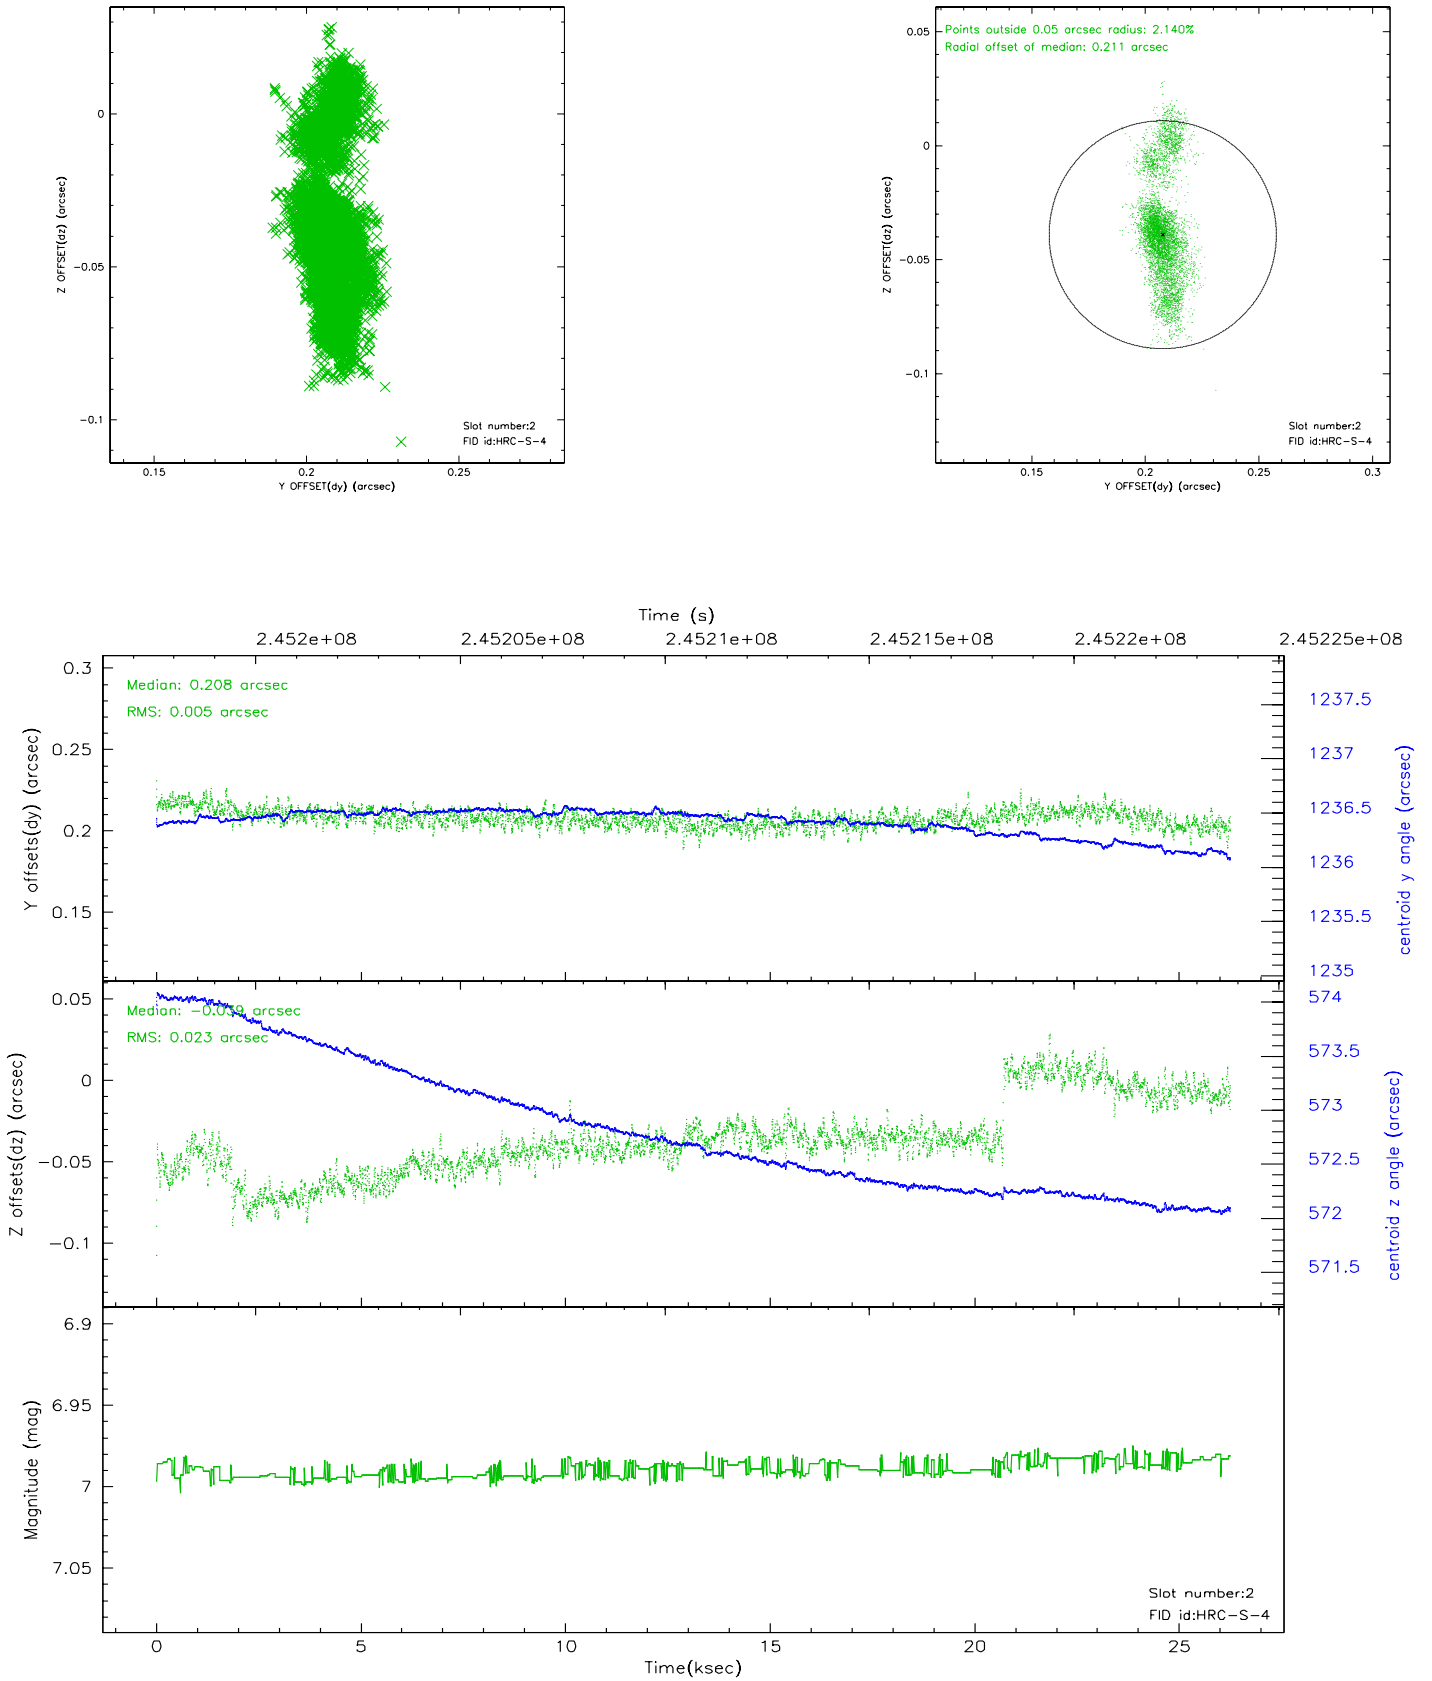 0
−0.05
−0.1
Z OFFSET(dz) (arcsec)
Slot number:2
FID id:HRC−S−4
0.15
0.2
0.25
Y OFFSET(dy) (arcsec)
Points outside 0.05 arcsec radius: 2.140%
Radial offset of median: 0.211 arcsec
0.05
0
−0.05
−0.1
Z OFFSET(dz) (arcsec)
Slot number:2
FID id:HRC−S−4
0.15
0.2
0.25
0.3
Y OFFSET(dy) (arcsec)
Time (s)
2.452e+08
2.45205e+08
2.4521e+08
2.45215e+08
2.4522e+08
2.45225e+08
Median: 0.208 arcsec
RMS: 0.005 arcsec
0.3
0.25
0.2
0.15
Y offsets(dy) (arcsec)
1237.5
1237
1236.5
1236
1235.5
1235
centroid y angle (arcsec)
Median: −0.039 arcsec
RMS: 0.023 arcsec
0.05
0
−0.05
−0.1
Z offsets(dz) (arcsec)
574
573.5
573
572.5
572
571.5
centroid z angle (arcsec)
6.9
6.95
7
7.05
Magnitude (mag)
Slot number:2
FID id:HRC−S−4
0
5
10
15
20
25
Time(ksec)